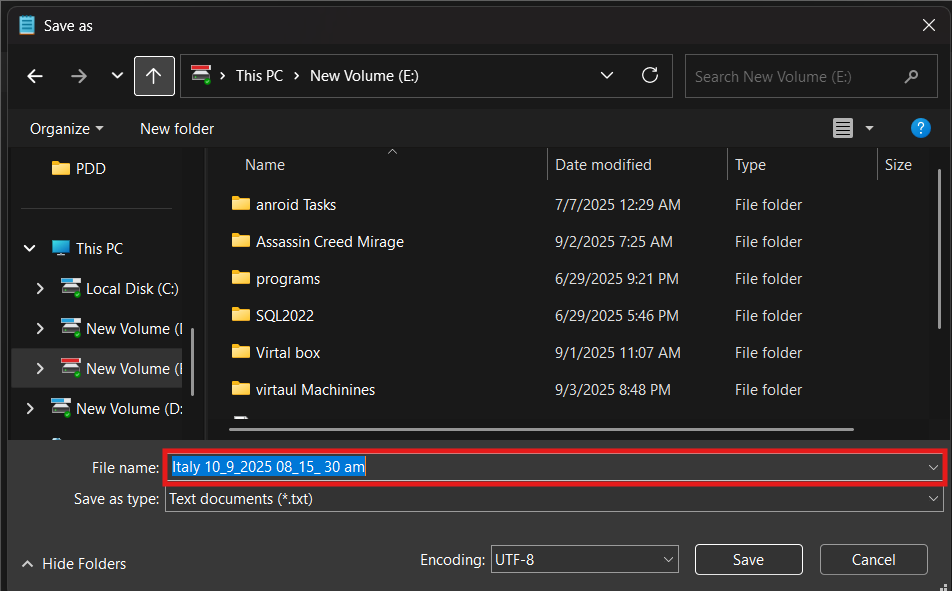 Save as
This PC › New Volume (E:)
Search New Volume (E:)
Organize
New folder
?
PDD
This PC
Local Disk (C:)
New Volume (
New Volume (
New Volume (D:
Name
Date modified
Type
Size
anroid Tasks 7/7/2025 12:29 AM File folder
Assassin Creed Mirage 9/2/2025 7:25 AM File folder
programs 6/29/2025 9:21 PM File folder
SQL2022 6/29/2025 5:46 PM File folder
Virtal box 9/1/2025 11:07 AM File folder
virtaul Machinines 9/3/2025 8:48 PM File folder
File name: Italy 10_9_2025 08_15_ 30 am
Save as type: Text documents (*.txt)
Hide Folders
Encoding: UTF-8
Save
Cancel